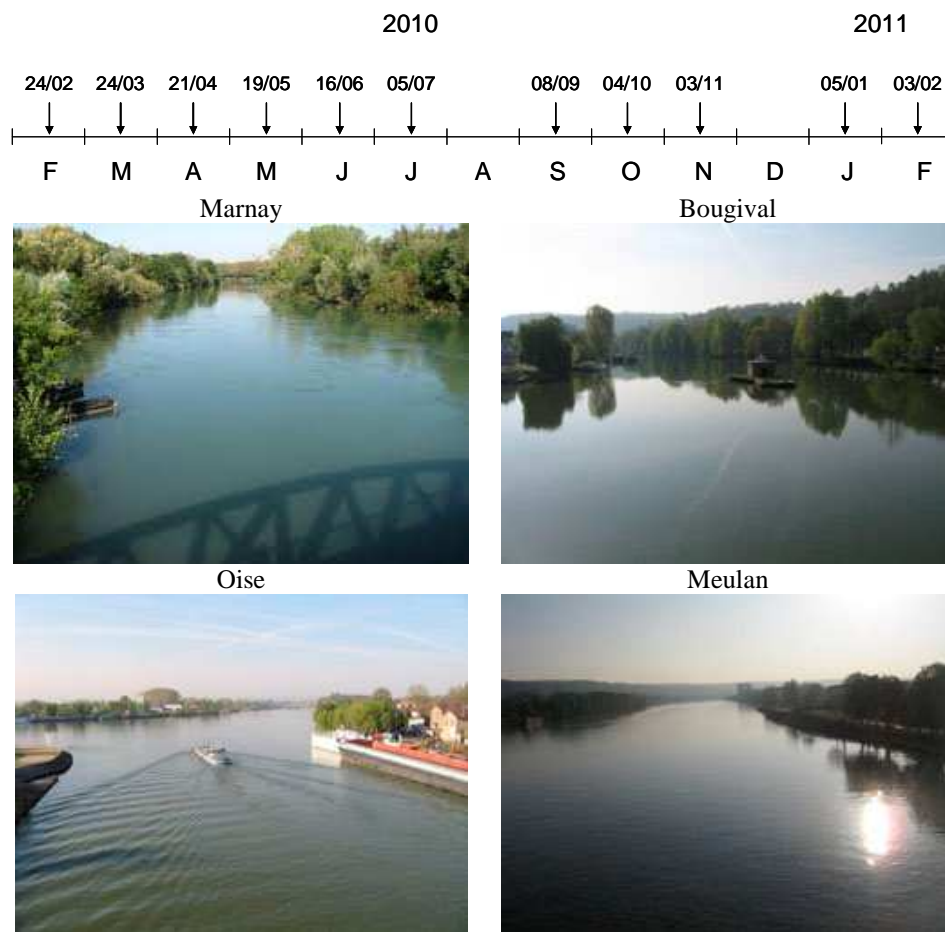 2010 2011
24/02 24/03 21/04 19/05 16/06 05/07 08/09 04/10 03/11 05/01 03/02
F M A M J J A S O N D J F
Marnay Bougival
Oise Meulan